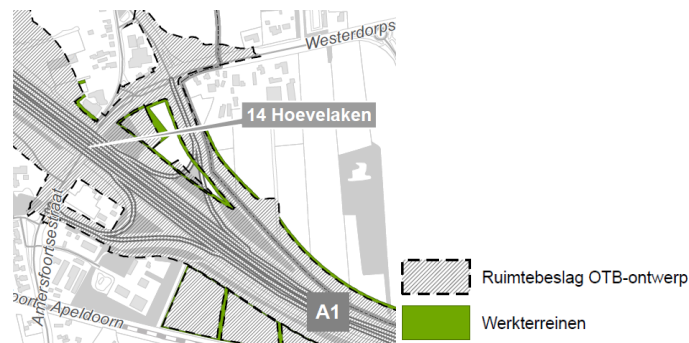 Westerdorps
14 Hoevelaken
Amersfoortsestraat
Apeldoorn
A1
Ruimtebeslag OTB-ontwerp
Werkterreinen